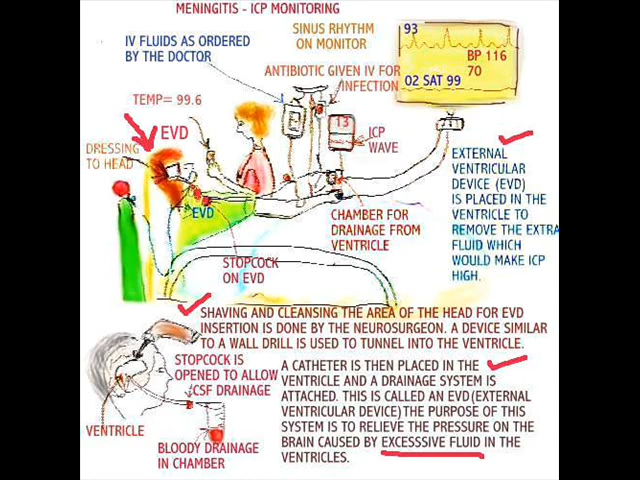 MENINGITIS - ICP MONITORING
SINUS RHYTHM
ON MONITOR
93
BP 116
70
02 SAT 99
IV FLUIDS AS ORDERED
BY THE DOCTOR
ANTIBIOTIC GIVEN IV FOR
INFECTION
TEMP= 99.6
EVD
13
ICP
WAVE
DRESSING
TO HEAD
EVD
STOPCOCK
ON EVD
CHAMBER FOR
DRAINAGE FROM
VENTRICLE
EXTERNAL
VENTRICULAR
DEVICE (EVD)
IS PLACED IN THE
VENTRICLE TO
REMOVE THE EXTRA
FLUID WHICH
WOULD MAKE ICP
HIGH.
SHAVING AND CLEANSING THE AREA OF THE HEAD FOR EVD
INSERTION IS DONE BY THE NEUROSURGEON. A DEVICE SIMILAR
TO A WALL DRILL IS USED TO TUNNEL INTO THE VENTRICLE.
STOPCOCK IS
OPENED TO ALLOW
CSF DRAINAGE
VENTRICLE
BLOODY DRAINAGE
IN CHAMBER
A CATHETER IS THEN PLACED IN THE
VENTRICLE AND A DRAINAGE SYSTEM IS
ATTACHED. THIS IS CALLED AN EVD(EXTERNAL
VENTRICULAR DEVICE)THE PURPOSE OF THIS
SYSTEM IS TO RELIEVE THE PRESSURE ON THE
BRAIN CAUSED BY EXCESSSIVE FLUID IN THE
VENTRICLES.